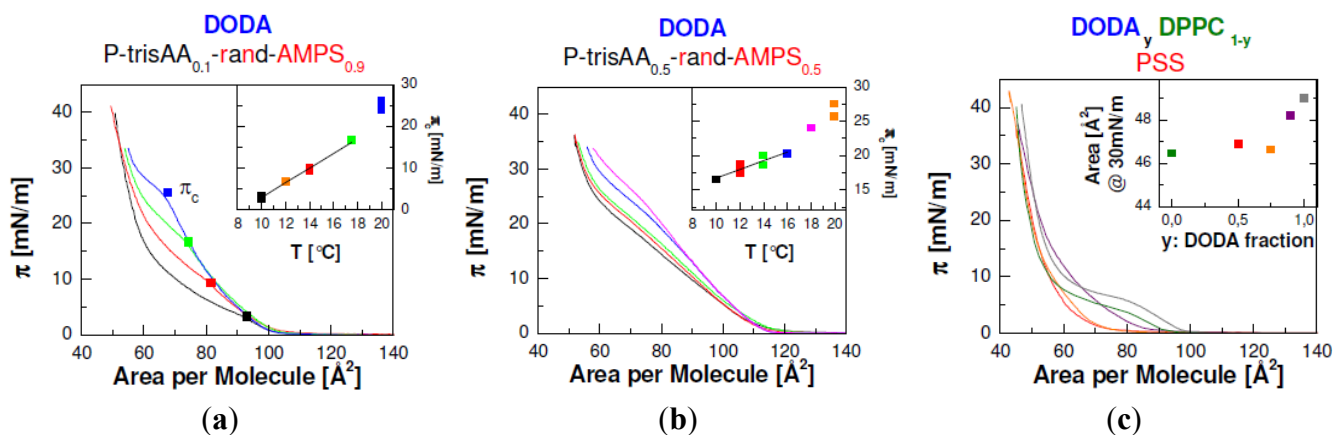 DODA
P-trisAA0.1-rand-AMPS0.9
π [mN/m]
40
30
20
10
0
40 60 80 100 120 140
Area per Molecule [Å²]
πc
30
20
10
0
πc [mN/m]
8 10 12 14 16 18 20
T [°C]
(a)
DODA
P-trisAA0.5-rand-AMPS0.5
π [mN/m]
40
30
20
10
0
40 60 80 100 120 140
Area per Molecule [Å²]
30
25
20
15
πc [mN/m]
8 10 12 14 16 18 20
T [°C]
(b)
DODAy DPPC1-y
PSS
π [mN/m]
40
30
20
10
0
40 60 80 100 120 140
Area per Molecule [Å²]
Area [Å²]
@ 30mN/m
48
46
44
0,0 0,5 1,0
y: DODA fraction
(c)